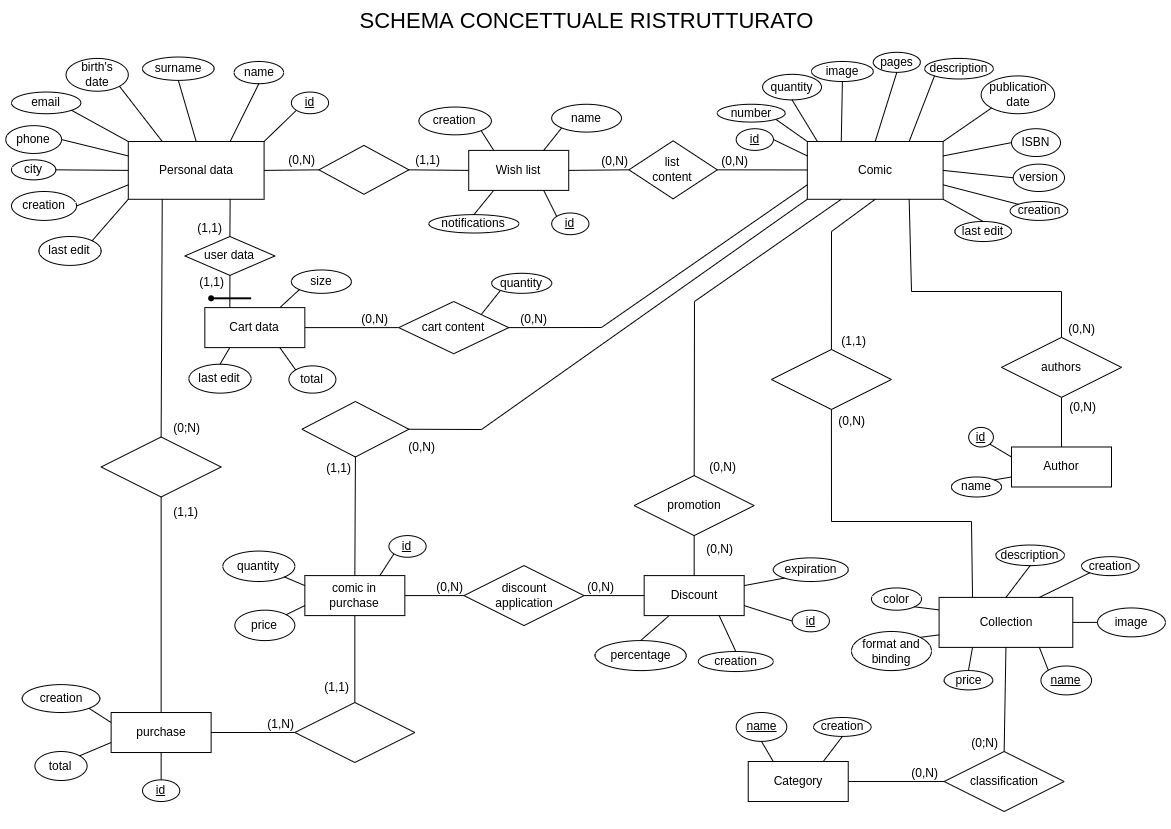 SCHEMA CONCETTUALE RISTRUTTURATO
birth's
date
surname
name
id
email
phone
city
creation
last edit
Personal data
(0,N)
(1,1)
creation
name
Wish list
notifications
id
(0,N)
list
content
(0,N)
quantity
image
pages
description
publication
date
number
id
Comic
ISBN
version
creation
last edit
(1,1)
user data
(1,1)
size
Cart data
last edit
total
(0,N)
cart content
quantity
(0,N)
(0;N)
(1,1)
(0,N)
(1,1)
(0,N)
promotion
(0,N)
(1,1)
(0,N)
(0,N)
authors
(0,N)
id
Author
name
quantity
id
comic in
purchase
price
(0,N)
discount
application
(0,N)
Discount
expiration
id
percentage
creation
description
creation
color
Collection
image
format and
binding
price
name
(1,1)
creation
purchase
total
id
(1,N)
name
creation
Category
(0,N)
(0;N)
classification